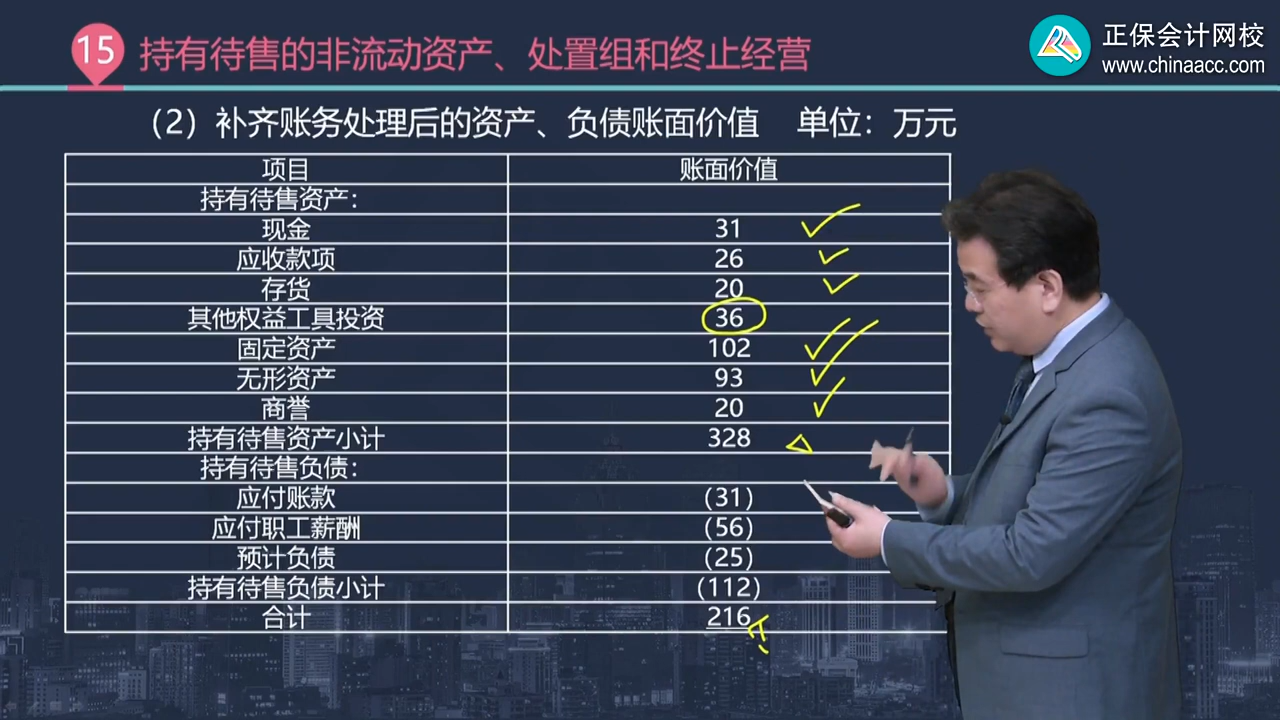 15 持有待售的非流动资产、处置组和终止经营
正保会计网校
www.chinaacc.com
（2）补齐账务处理后的资产、负债账面价值 单位：万元
项目 账面价值
持有待售资产：
现金 31
应收款项 26
存货 20
其他权益工具投资 36
固定资产 102
无形资产 93
商誉 20
持有待售资产小计 328
持有待售负债：
应付账款 (31)
应付职工薪酬 (56)
预计负债 (25)
持有待售负债小计 (112)
合计 216